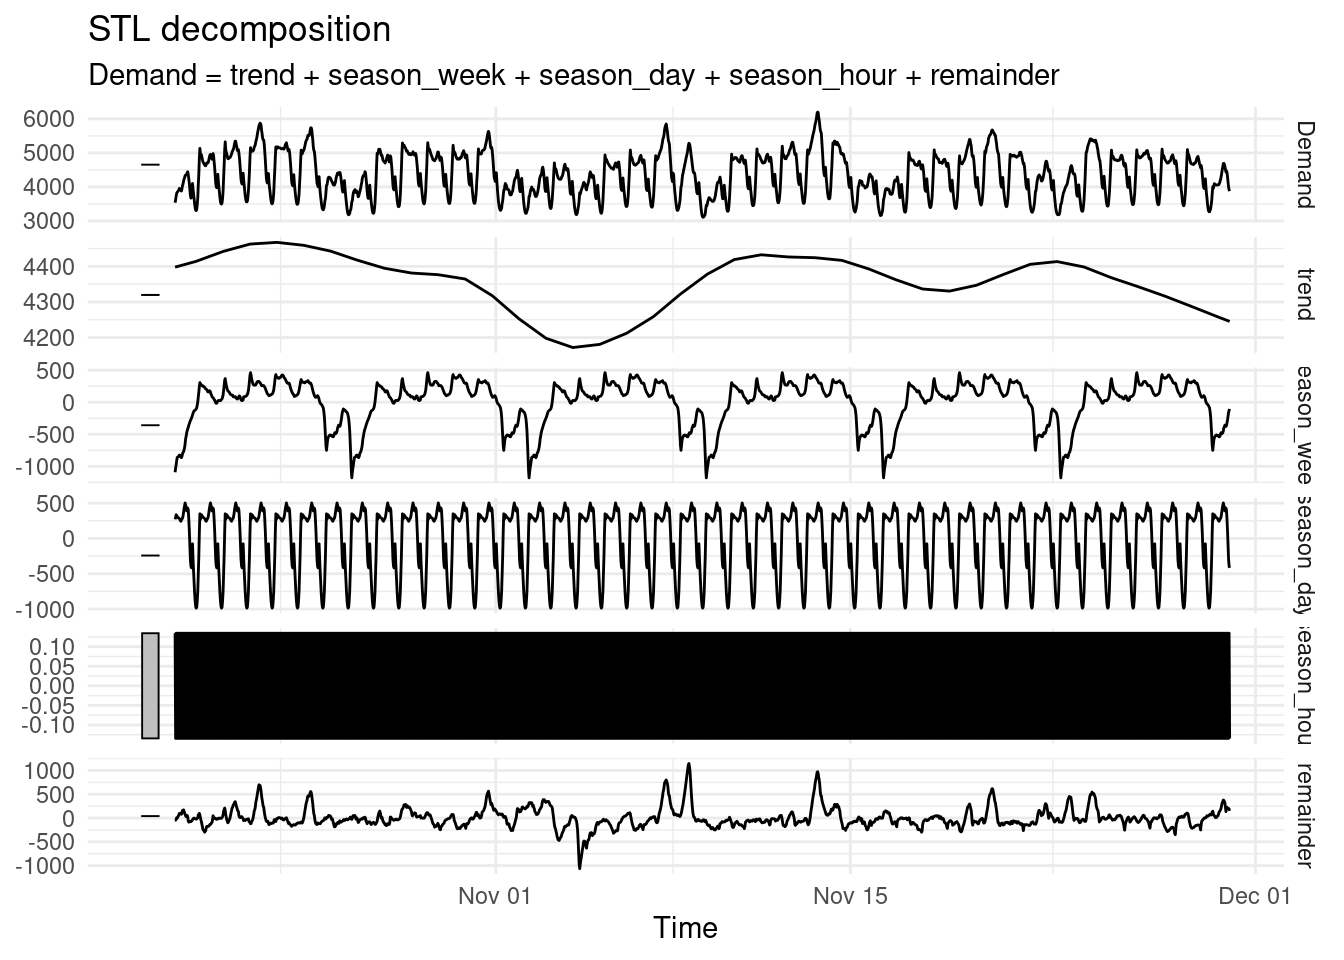 STL decomposition
Demand = trend + season_week + season_day + season_hour + remainder
6000
5000
4000
3000
Demand
4400
4300
4200
trend
500
0
-500
-1000
eason_wee
500
0
-500
-1000
season_day
0.10
0.05
0.00
-0.05
-0.10
eason_hou
1000
500
0
-500
-1000
remainder
Nov 01
Nov 15
Dec 01
Time